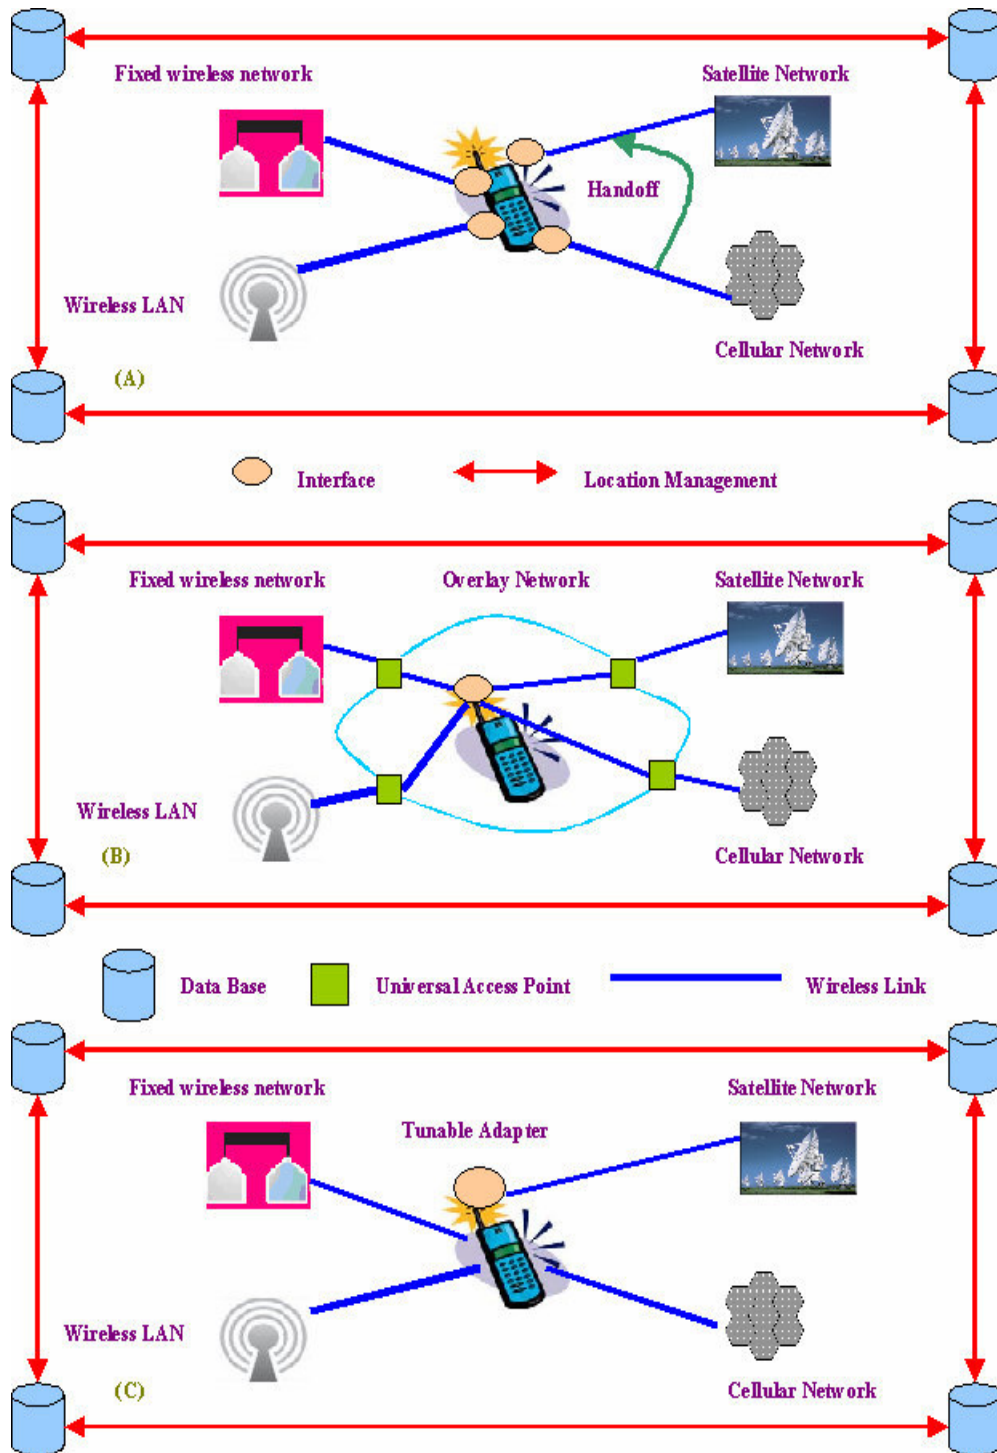 Fixed wireless network
Satellite Network
Handoff
Wireless LAN
Cellular Network
(A)
Interface
Location Management
Fixed wireless network
Overlay Network
Satellite Network
Wireless LAN
(B)
Cellular Network
Data Base
Universal Access Point
Wireless Link
Fixed wireless network
Satellite Network
Tunable Adapter
Wireless LAN
(C)
Cellular Network